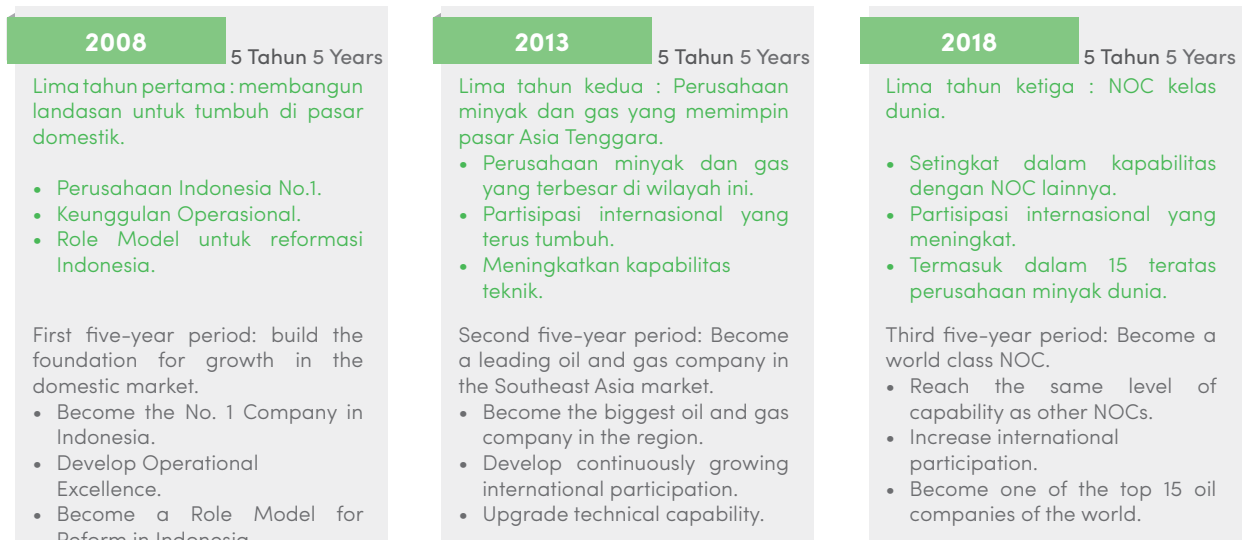 2008
5 Tahun 5 Years
Lima tahun pertama : membangun
landasan untuk tumbuh di pasar
domestik.
• Perusahaan Indonesia No.1.
• Keunggulan Operasional.
• Role Model untuk reformasi
Indonesia.
First five-year period: build the
foundation for growth in the
domestic market.
• Become the No. 1 Company in
Indonesia.
• Develop Operational
Excellence.
• Become a Role Model for
Reform in Indonesia.
2013
5 Tahun 5 Years
Lima tahun kedua : Perusahaan
minyak dan gas yang memimpin
pasar Asia Tenggara.
• Perusahaan minyak dan gas
yang terbesar di wilayah ini.
• Partisipasi internasional yang
terus tumbuh.
• Meningkatkan kapabilitas
teknik.
Second five-year period: Become
a leading oil and gas company in
the Southeast Asia market.
• Become the biggest oil and gas
company in the region.
• Develop continuously growing
international participation.
• Upgrade technical capability.
2018
5 Tahun 5 Years
Lima tahun ketiga : NOC kelas
dunia.
• Setingkat dalam kapabilitas
dengan NOC lainnya.
• Partisipasi internasional yang
meningkat.
• Termasuk dalam 15 teratas
perusahaan minyak dunia.
Third five-year period: Become a
world class NOC.
• Reach the same level of
capability as other NOCs.
• Increase international
participation.
• Become one of the top 15 oil
companies of the world.